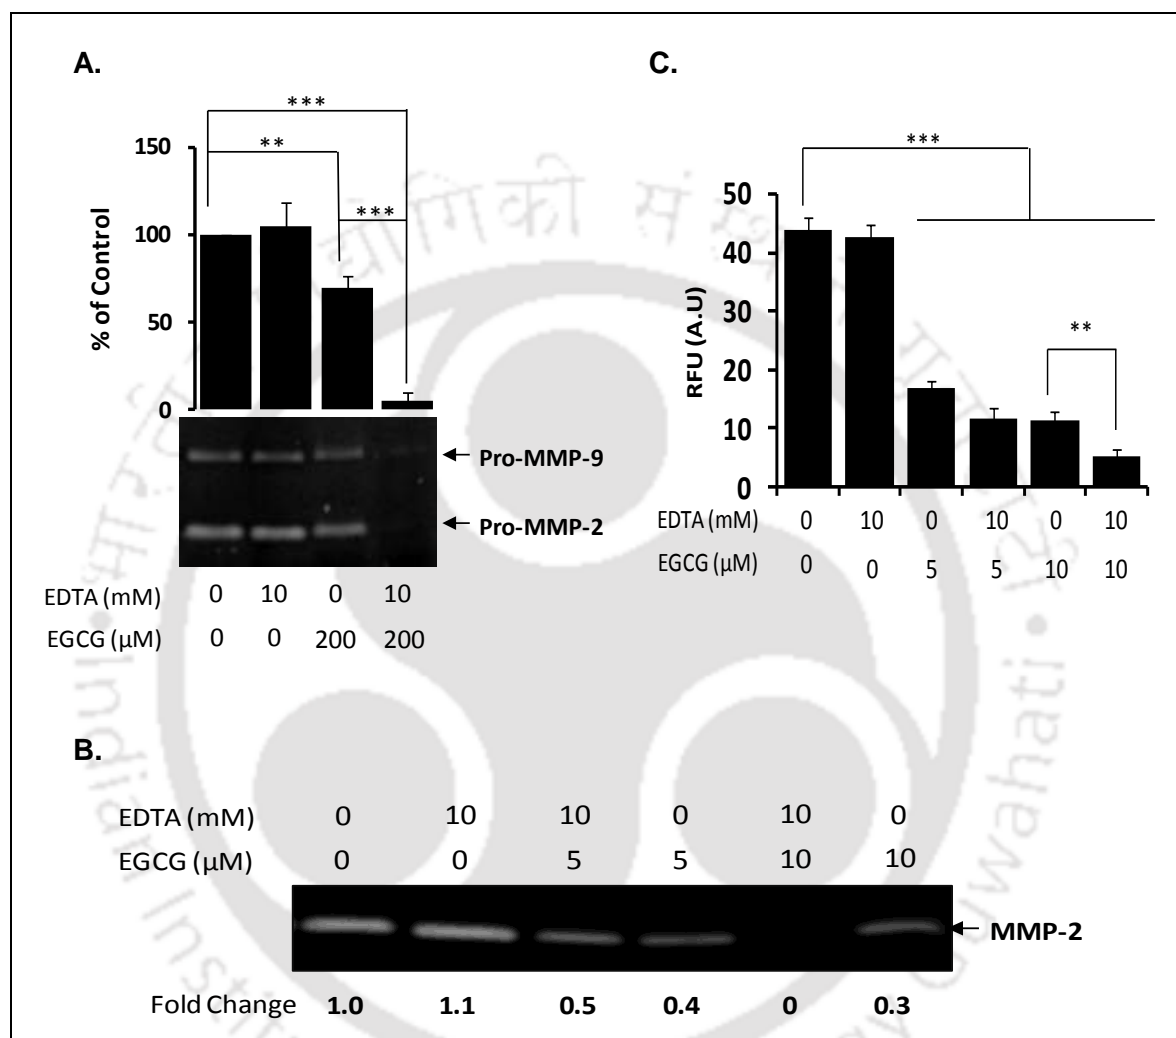 A.
***
**
***
150
100
50
0
% of Control
Pro-MMP-9
Pro-MMP-2
EDTA (mM) 0 10 0 10
EGCG (µM) 0 0 200 200
C.
***
**
50
40
30
20
10
0
RFU (A.U)
EDTA (mM) 0 10 0 10 0 10
EGCG (µM) 0 0 5 5 10 10
B.
EDTA (mM) 0 10 10 0 10 0
EGCG (µM) 0 0 5 5 10 10
MMP-2
Fold Change 1.0 1.1 0.5 0.4 0 0.3